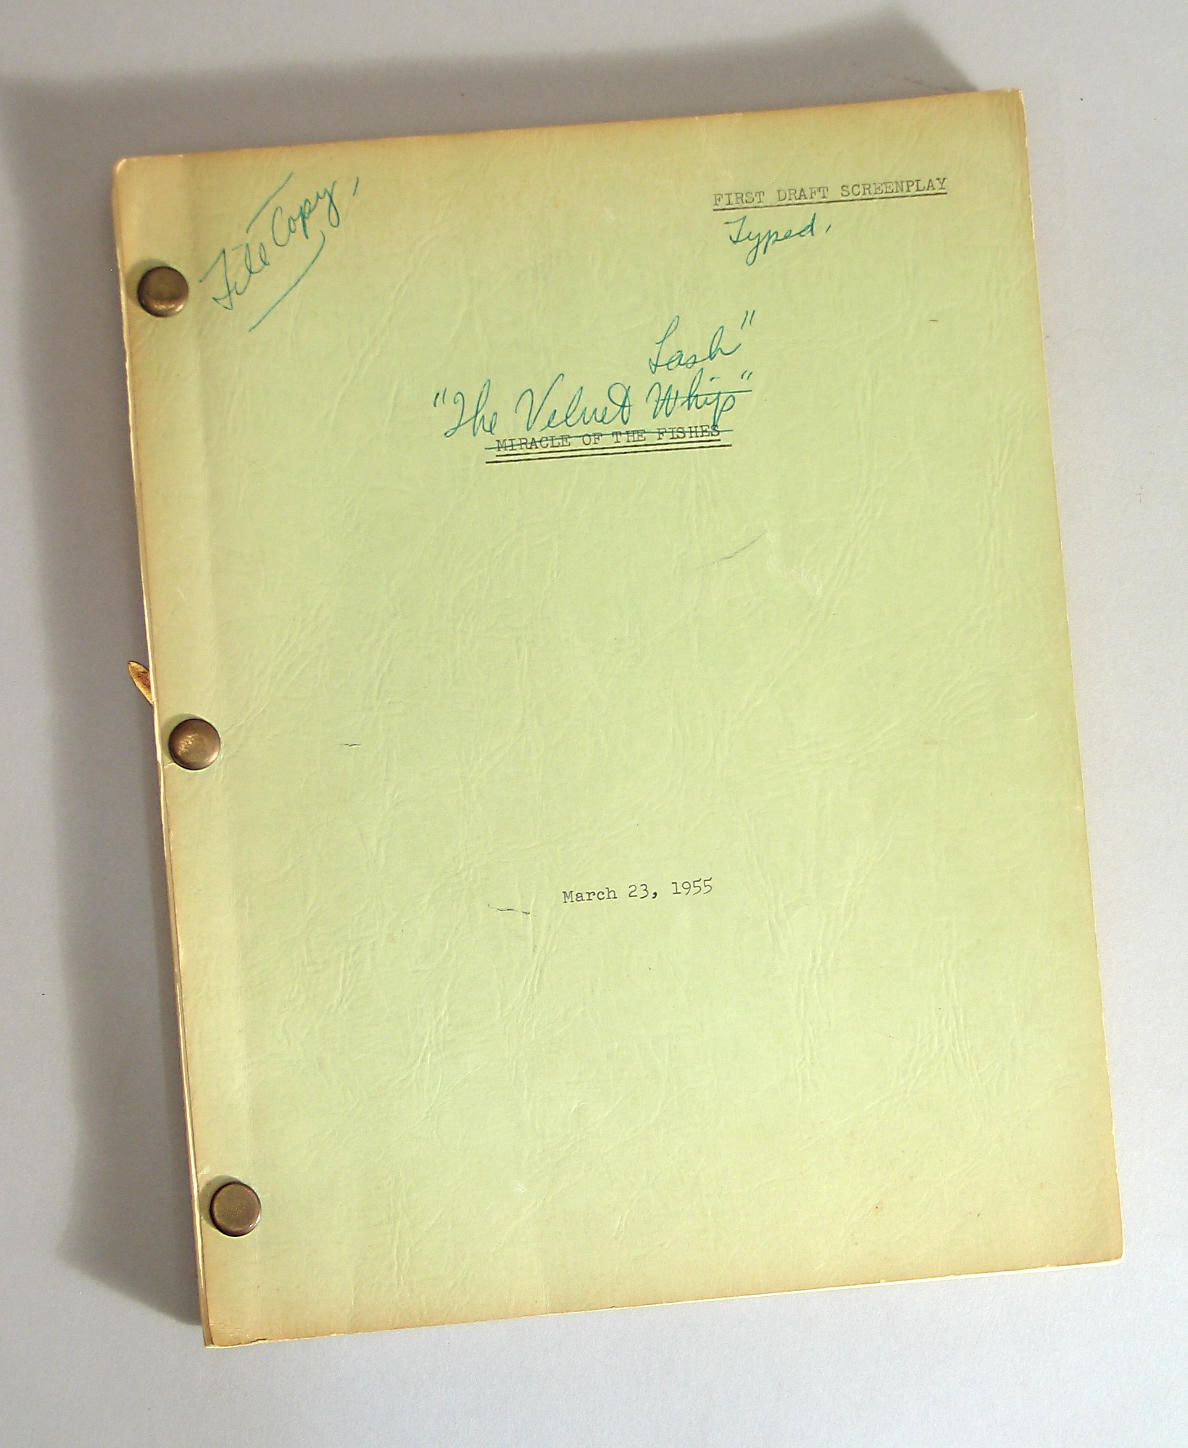 File Copy,
FIRST DRAFT SCREENPLAY
Typed,
Lash"
"The Velvet Whip"
MIRACLE OF THE FISHES
March 23, 1955